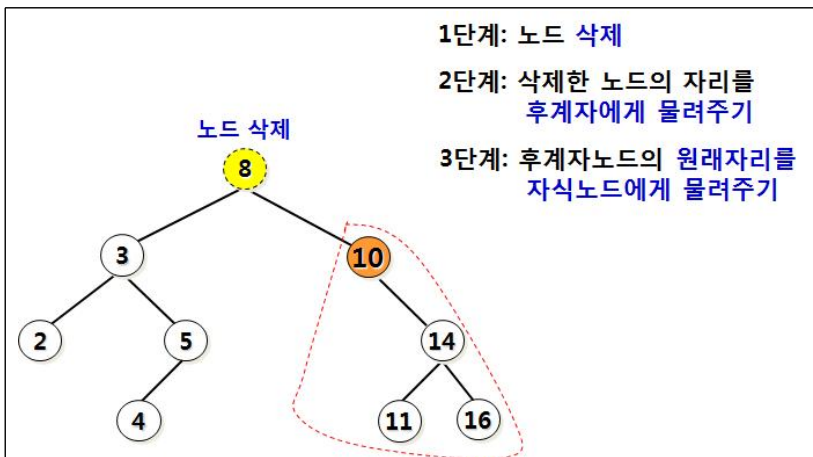 1단계: 노드 삭제
2단계: 삭제한 노드의 자리를
후계자에게 물려주기
3단계: 후계자노드의 원래자리를
자식노드에게 물려주기
노드 삭제
8
3
10
2
5
14
4
11
16